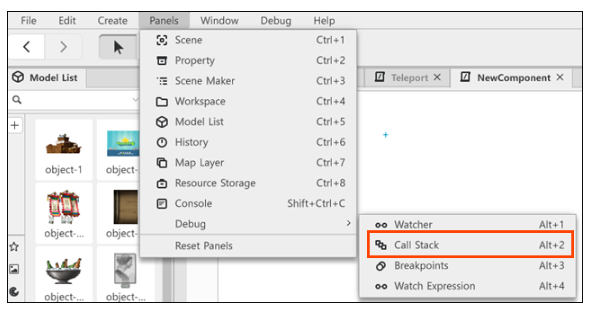 File Edit Create Panels Window Debug Help
Model List
Teleport
NewComponent
Scene Ctrl+1
Property Ctrl+2
Scene Maker Ctrl+3
Workspace Ctrl+4
Model List Ctrl+5
History Ctrl+6
Map Layer Ctrl+7
Resource Storage Ctrl+8
Console Shift+Ctrl+C
Debug
Reset Panels
object-1 object-
object-... object-
object-... object-...
Watcher Alt+1
Call Stack Alt+2
Breakpoints Alt+3
Watch Expression Alt+4